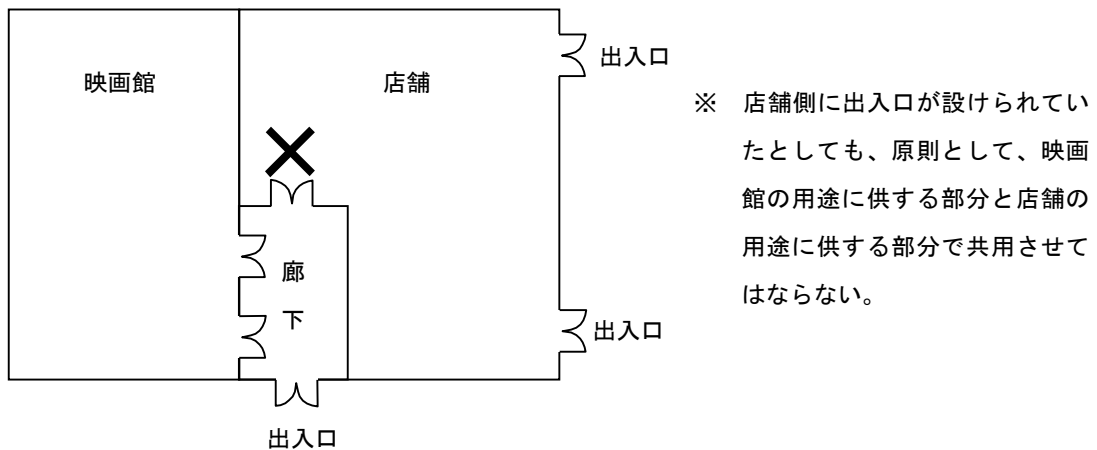 出入口
映画館
店舗
※ 店舗側に出入口が設けられてい
たとしても、原則として、映画
館の用途に供する部分と店舗の
用途に供する部分で共用させて
はならない。
廊
下
出入口
出入口